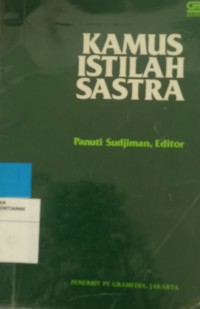 KAMUS
ISTILAH
SASTRA
Panuti Sudjiman, Editor
PENERBIT PT GRAMEDIA, JAKARTA